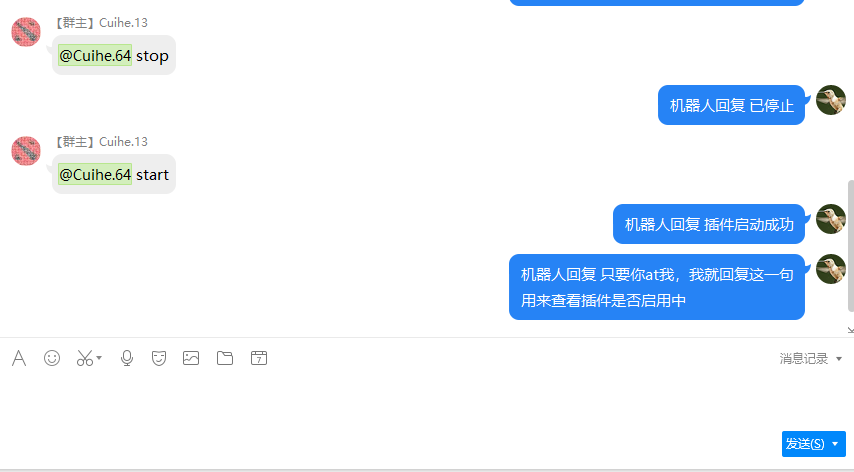 【群主】Cuihe.13
@Cuihe.64 stop
机器人回复 已停止
【群主】Cuihe.13
@Cuihe.64 start
机器人回复 插件启动成功
机器人回复 只要你at我，我就回复这一句
用来查看插件是否启用中
7
消息记录
发送(S)